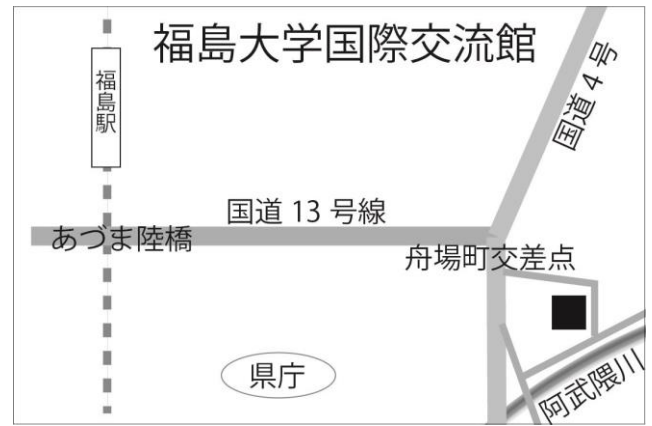 福島大学国際交流館
福島駅
国道4号
国道 13 号線
あづま陸橋
舟場町交差点
県庁
阿武隈川